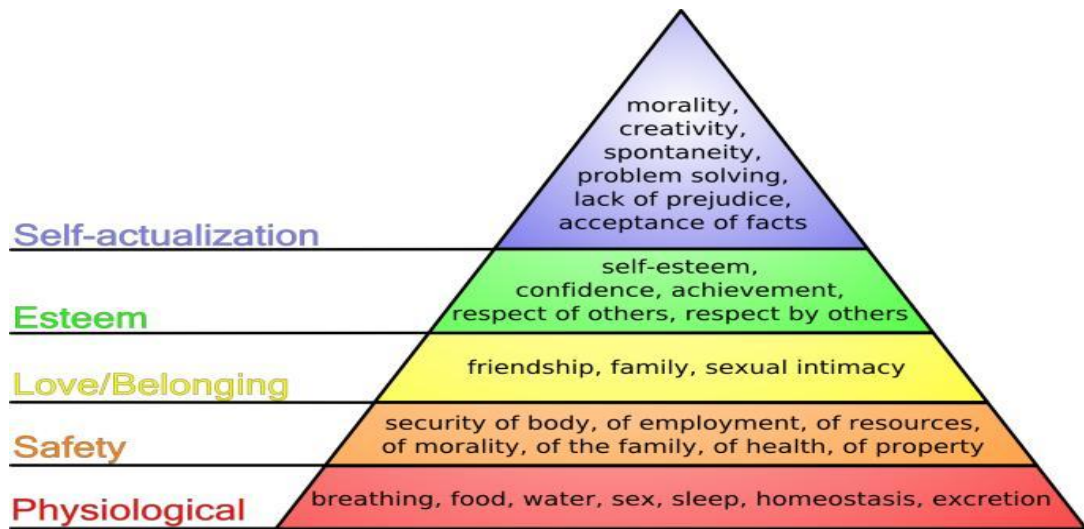 morality,
creativity,
spontaneity,
problem solving,
lack of prejudice,
acceptance of facts
Self-actualization
self-esteem,
confidence, achievement,
respect of others, respect by others
Esteem
friendship, family, sexual intimacy
Love/Belonging
security of body, of employment, of resources,
of morality, of the family, of health, of property
Safety
breathing, food, water, sex, sleep, homeostasis, excretion
Physiological